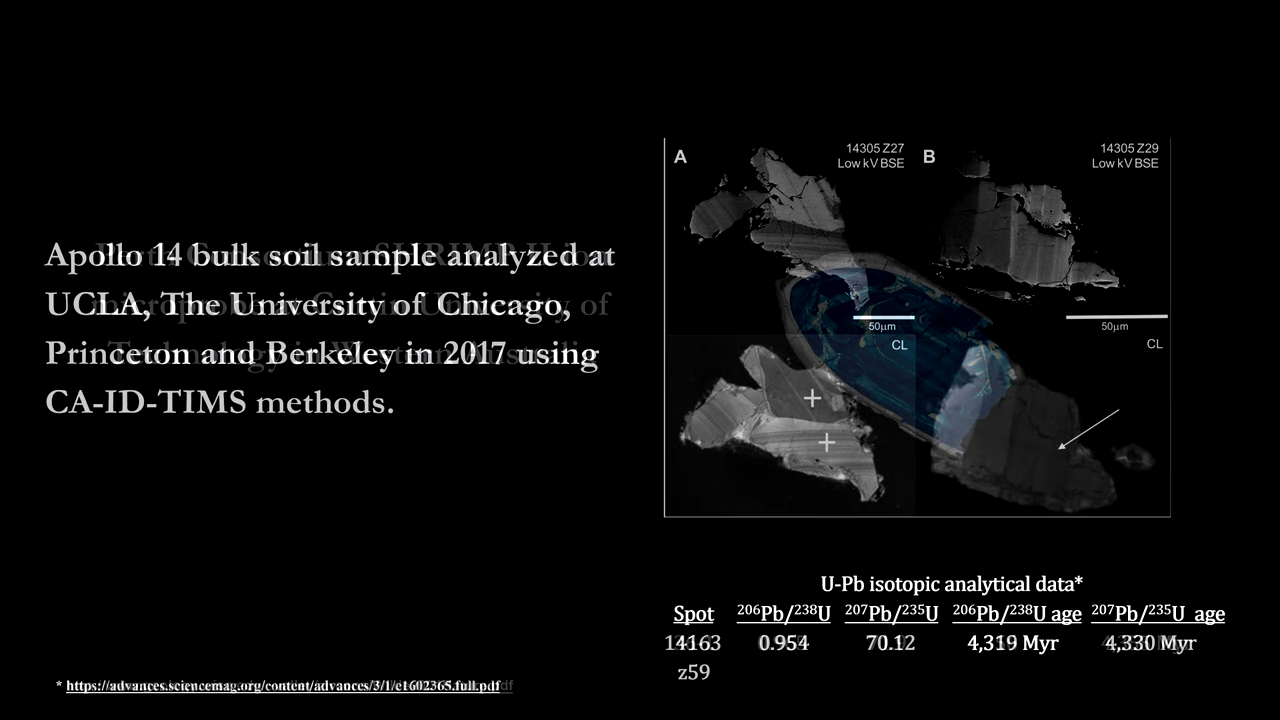 Apollo 14 bulk soil sample analyzed at
UCLA, The University of Chicago,
Princeton and Berkeley in 2017 using
CA-ID-TIMS methods.
A
14305 Z27
Low kV BSE
B
14305 Z29
Low kV BSE
50µm
50µm
CL
CL
U-Pb isotopic analytical data*
Spot ²⁰⁶Pb/²³⁸U ²⁰⁷Pb/²³⁵U ²⁰⁶Pb/²³⁸U age ²⁰⁷Pb/²³⁵U age
14163 0.954 70.12 4,319 Myr 4,330 Myr
z59
* https://advances.sciencemag.org/content/advances/3/1/e1602365.full.pdf